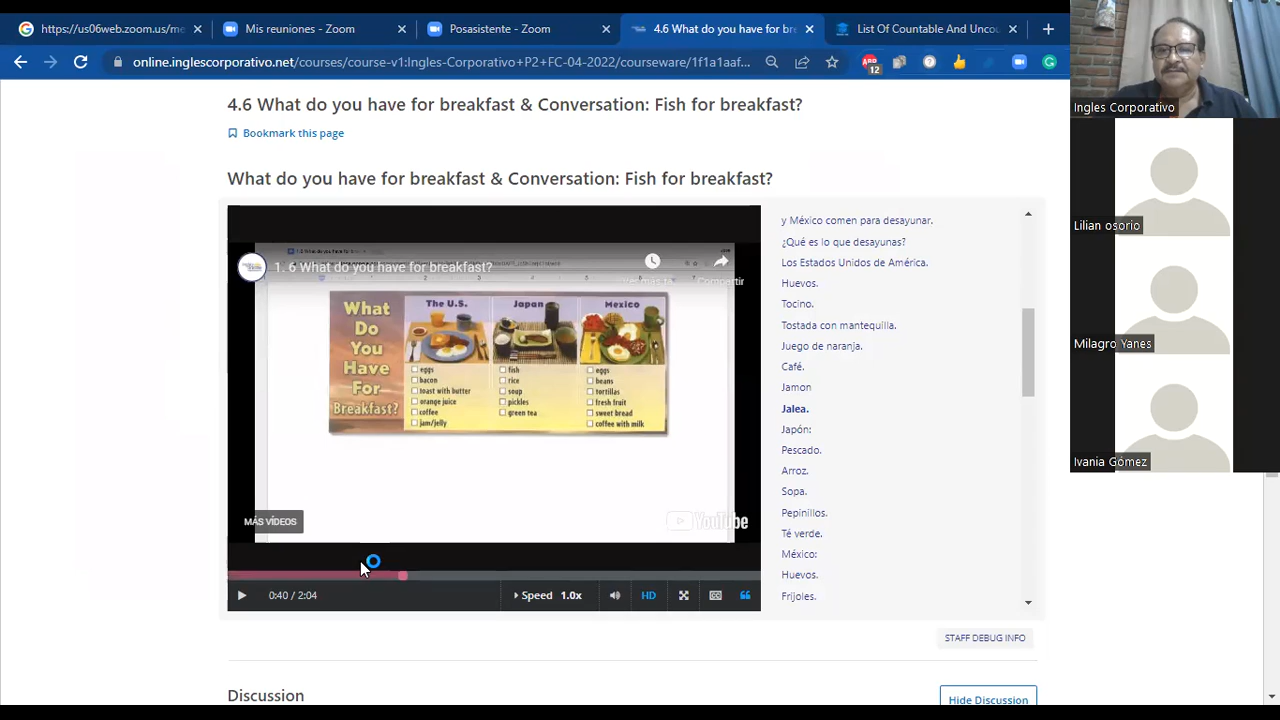 https://us06web.zoom.us/me
Mis reuniones - Zoom
Posasistente - Zoom
4.6 What do you have for bre
List Of Countable And Uncou
online.inglescorporativo.net/courses/course-v1:Ingles-Corporativo+P2+FC-04-2022/courseware/1f1a1aaf...
12
4.6 What do you have for breakfast & Conversation: Fish for breakfast?
Bookmark this page
What do you have for breakfast & Conversation: Fish for breakfast?
1. 6 What do you have for breakfast?
Compartir
What Do You Have For Breakfast?
The U.S.
eggs
bacon
toast with butter
orange juice
coffee
jam/jelly
Japan
fish
rice
soup
pickles
green tea
Mexico
eggs
beans
tortillas
fresh fruit
sweet bread
coffee with milk
MÁS VÍDEOS
YouTube
0:40 / 2:04
Speed 1.0x
HD
CC
y México comen para desayunar.
¿Qué es lo que desayunas?
Los Estados Unidos de América.
Huevos.
Tocino.
Tostada con mantequilla.
Juego de naranja.
Café.
Jamon
Jalea.
Japón:
Pescado.
Arroz.
Sopa.
Pepinillos.
Té verde.
México:
Huevos.
Frijoles.
STAFF DEBUG INFO
Discussion
Hide Discussion
Ingles Corporativo
Lilian osorio
Milagro Yanes
Ivania Gómez